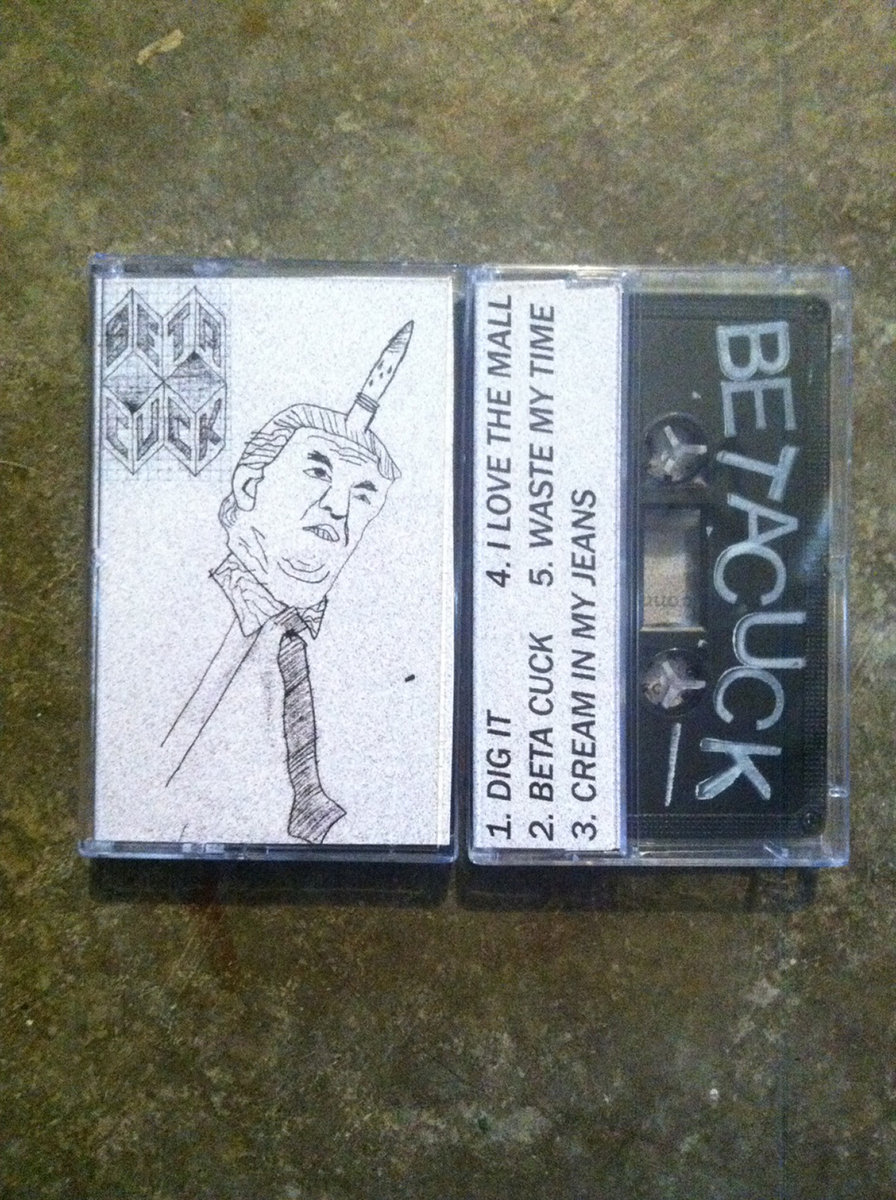 BETA
CUCK
1. DIG IT
2. BETA CUCK
3. CREAM IN MY JEANS
4. I LOVE THE MALL
5. WASTE MY TIME
BETACUCK